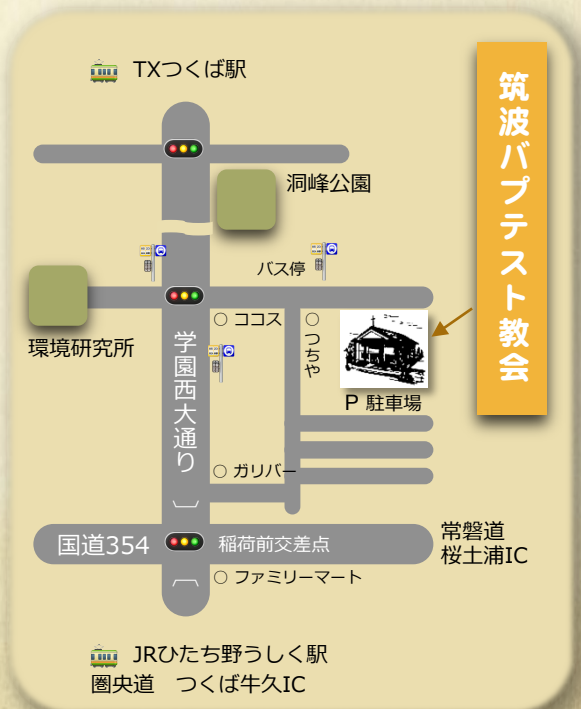 TXつくば駅
筑波バプテスト教会
洞峰公園
バス停
環境研究所
○ ココス
○ つちや
学園西大通り
P 駐車場
○ ガリバー
国道354
稲荷前交差点
常磐道
桜土浦IC
○ ファミリーマート
JRひたち野うしく駅
圏央道　つくば牛久IC